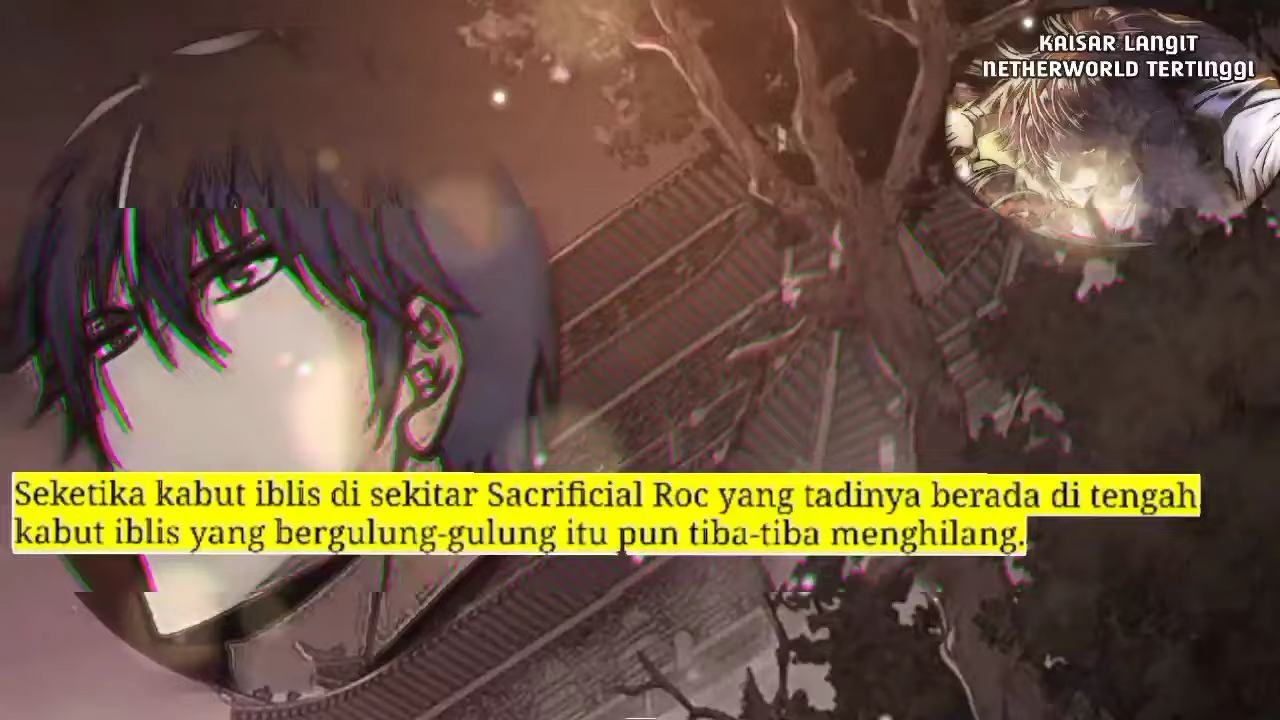 KAISAR LANGIT
NETHERWORLD TERTINGGI
Seketika kabut iblis di sekitar Sacrificial Roc yang tadinya berada di tengah
kabut iblis yang bergulung-gulung itu pun tiba-tiba menghilang.